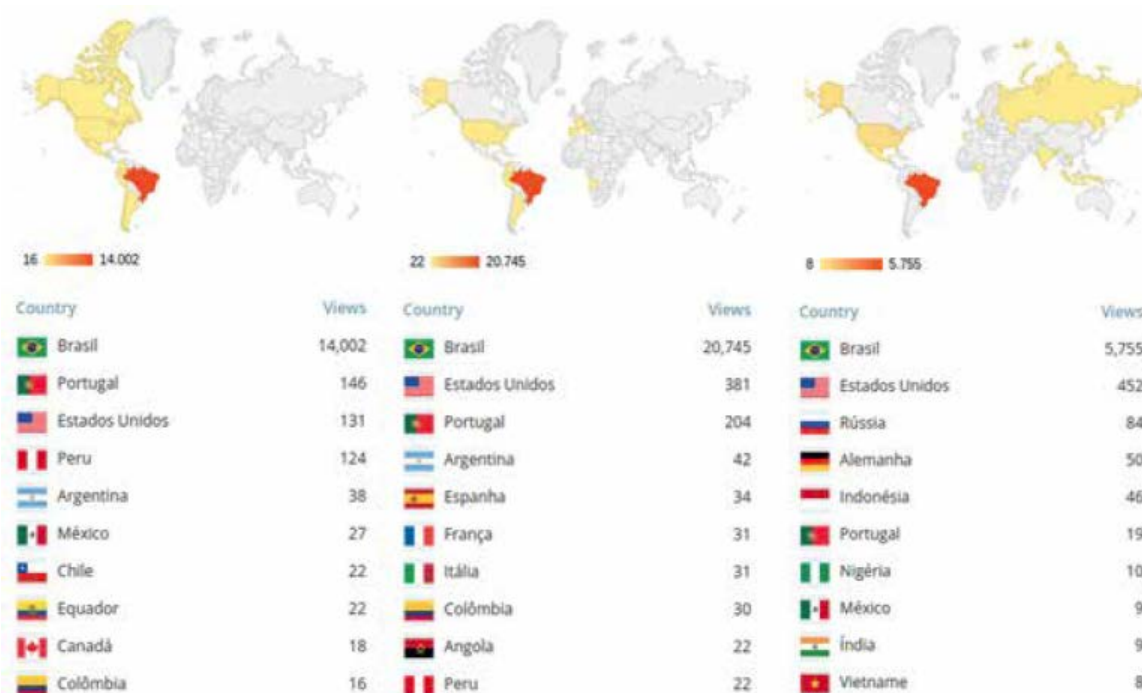 16 14.002
Country Views
Brasil 14,002
Portugal 146
Estados Unidos 131
Peru 124
Argentina 38
México 27
Chile 22
Equador 22
Canadá 18
Colômbia 16
22 20.745
Country Views
Brasil 20,745
Estados Unidos 381
Portugal 204
Argentina 42
Espanha 34
França 31
Itália 31
Colômbia 30
Angola 22
Peru 22
8 5.755
Country Views
Brasil 5,755
Estados Unidos 452
Rússia 84
Alemanha 50
Indonésia 46
Portugal 19
Nigéria 10
México 9
Índia 9
Vietname 8